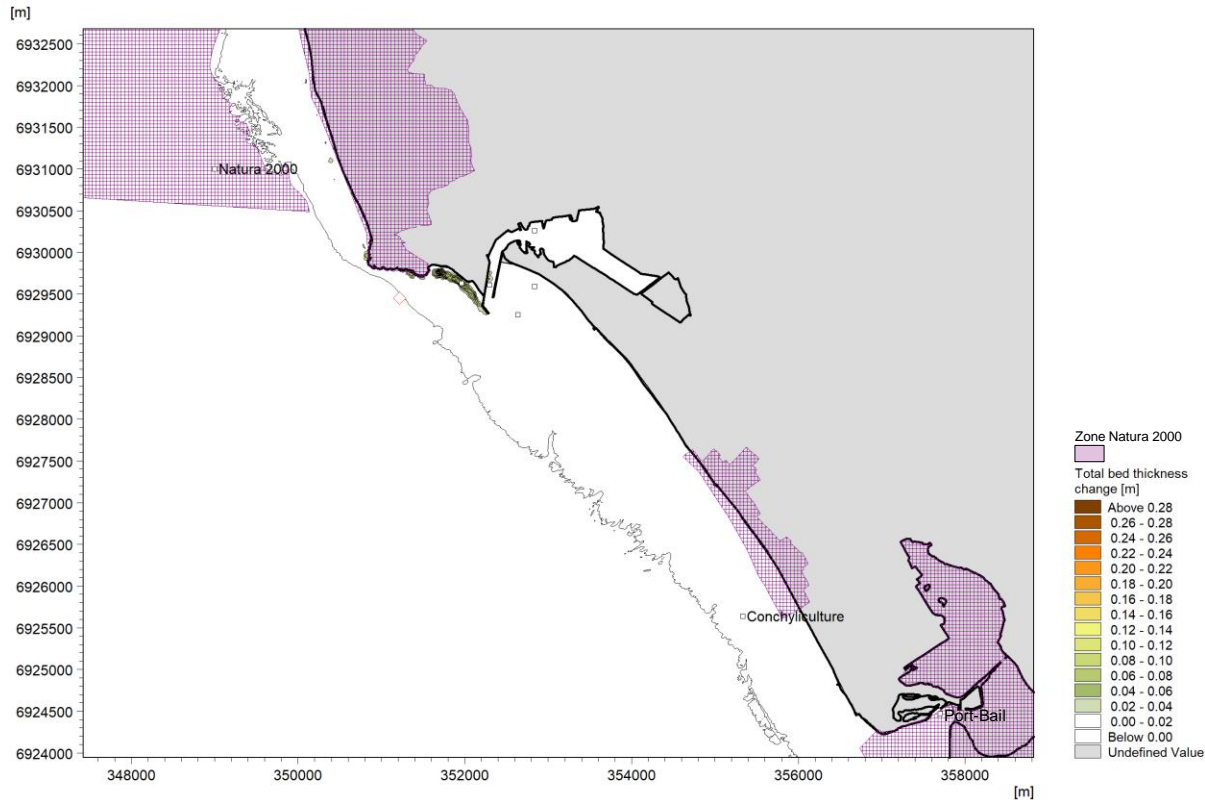 [m]
6932500
6932000
6931500
6931000
6930500
6930000
6929500
6929000
6928500
6928000
6927500
6927000
6926500
6926000
6925500
6925000
6924500
6924000
Natura 2000
Conchyliculture
Port-Bail
348000
350000
352000
354000
356000
358000
[m]
Zone Natura 2000
Total bed thickness
change [m]
Above 0.28
0.26 - 0.28
0.24 - 0.26
0.22 - 0.24
0.20 - 0.22
0.18 - 0.20
0.16 - 0.18
0.14 - 0.16
0.12 - 0.14
0.10 - 0.12
0.08 - 0.10
0.06 - 0.08
0.04 - 0.06
0.02 - 0.04
0.00 - 0.02
Below 0.00
Undefined Value